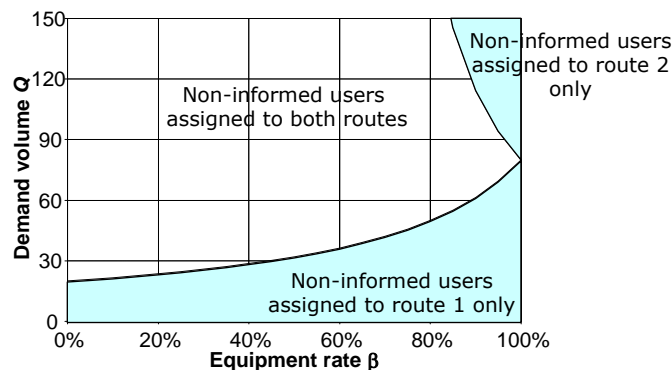 150
120
90
60
30
0
Demand volume Q
Non-informed users
assigned to route 2
only
Non-informed users
assigned to both routes
Non-informed users
assigned to route 1 only
0%
20%
40%
60%
80%
100%
Equipment rate β